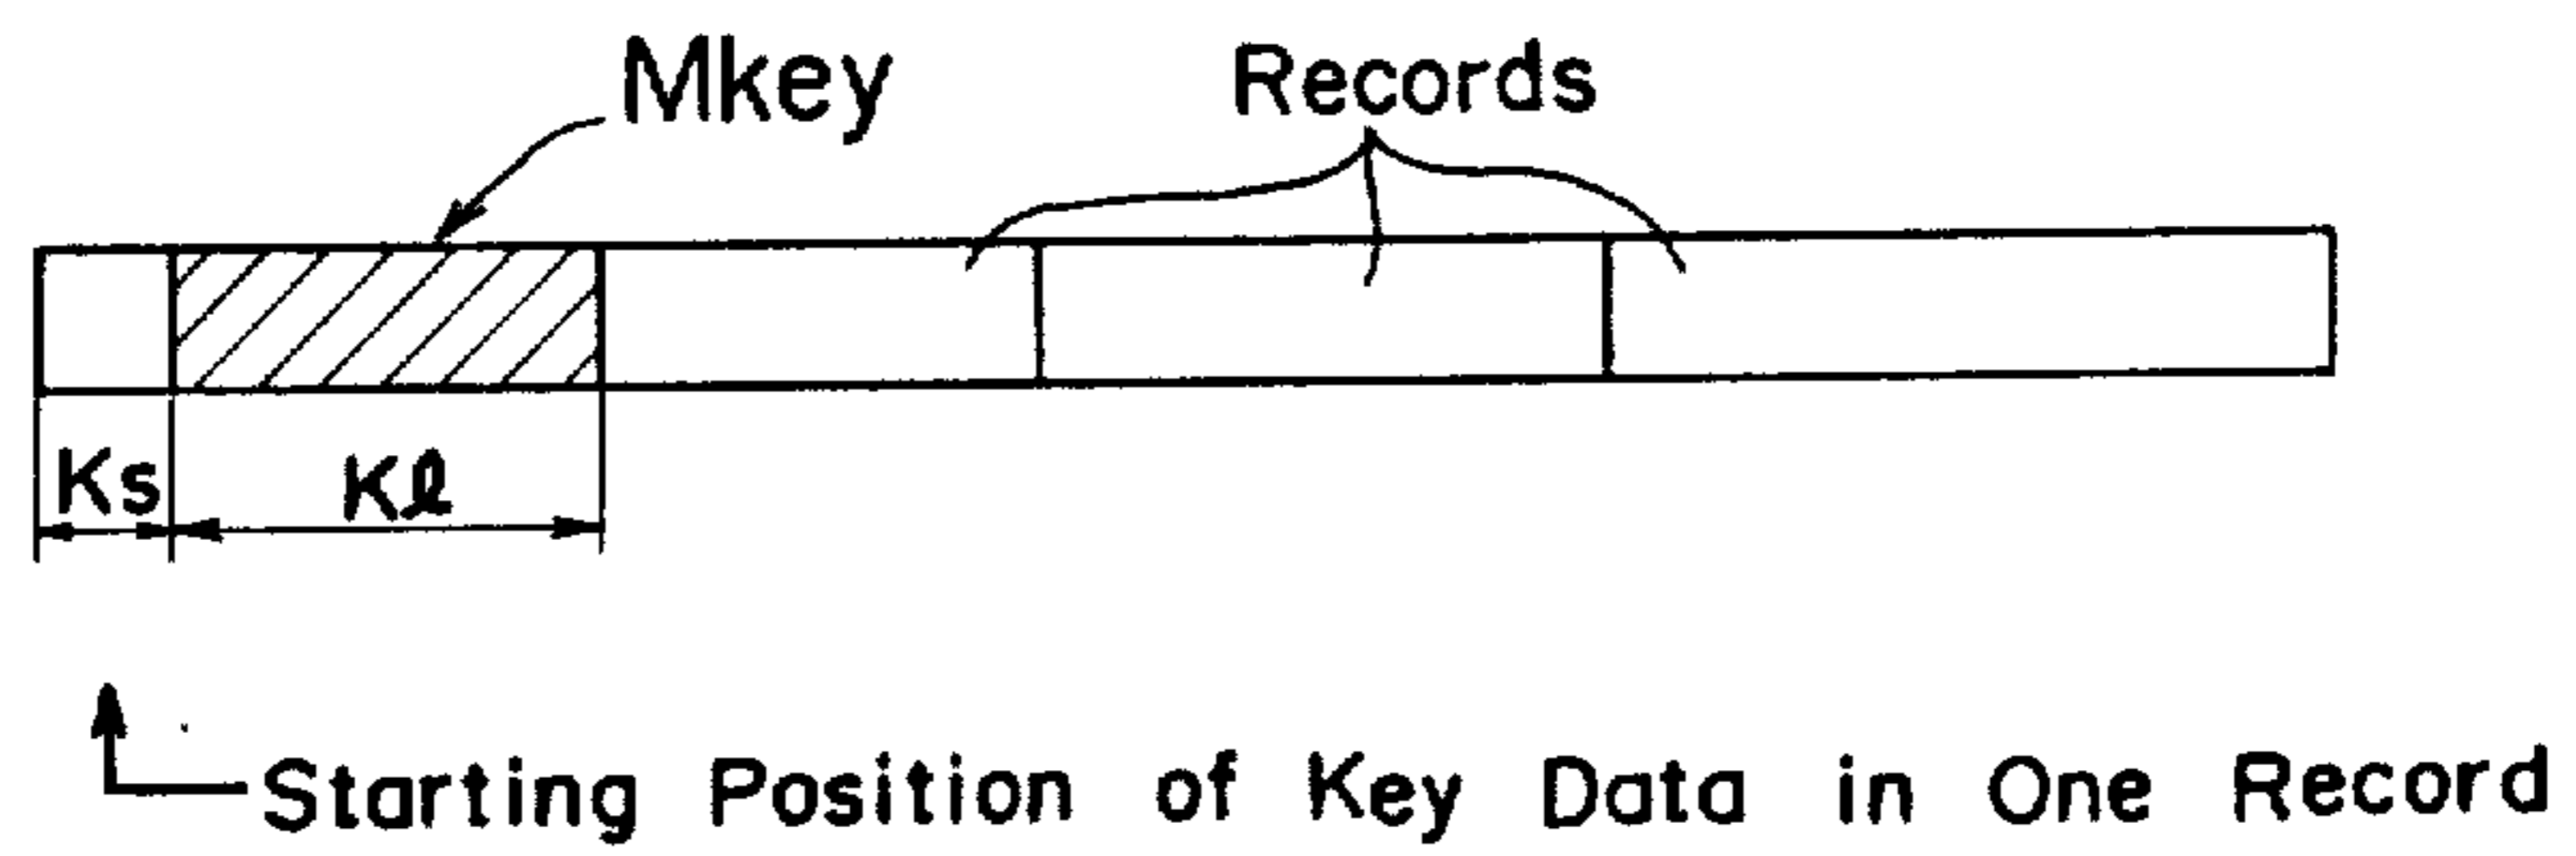 Mkey
Records
Ks
Kℓ
Starting Position of Key Data in One Record